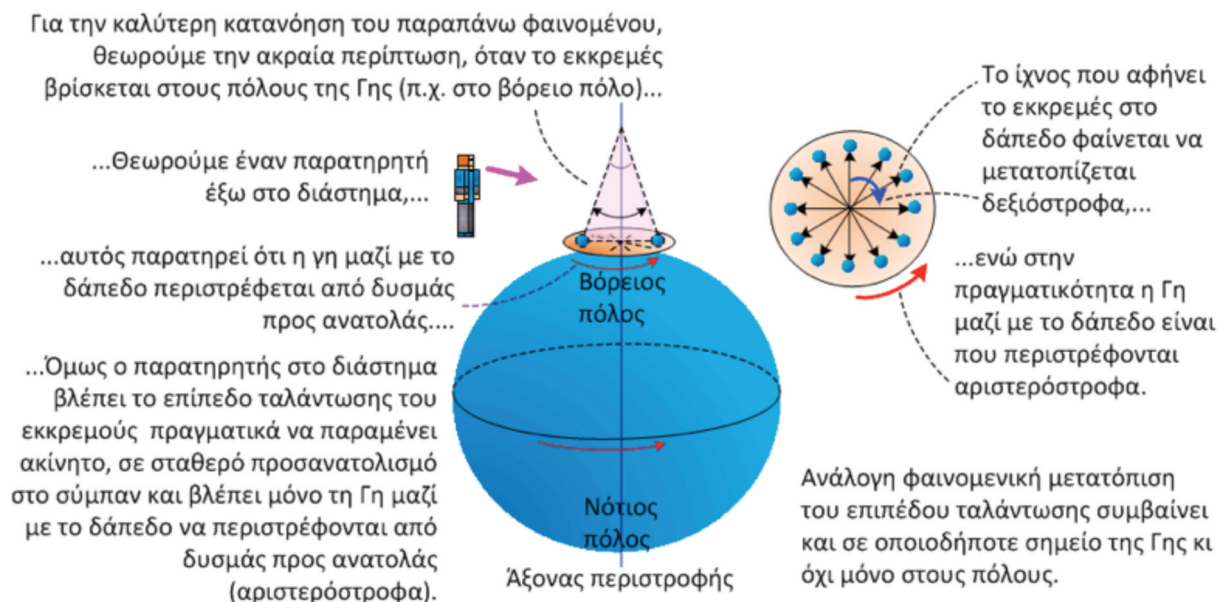 Για την καλύτερη κατανόηση του παραπάνω φαινομένου,
θεωρούμε την ακραία περίπτωση, όταν το εκκρεμές
βρίσκεται στους πόλους της Γης (π.χ. στο βόρειο πόλο)...
...Θεωρούμε έναν παρατηρητή
έξω στο διάστημα,...
...αυτός παρατηρεί ότι η γη μαζί με το
δάπεδο περιστρέφεται από δυσμάς
προς ανατολάς....
...Όμως ο παρατηρητής στο διάστημα
βλέπει το επίπεδο ταλάντωσης του
εκκρεμούς πραγματικά να παραμένει
ακίνητο, σε σταθερό προσανατολισμό
στο σύμπαν και βλέπει μόνο τη Γη μαζί
με το δάπεδο να περιστρέφονται από
δυσμάς προς ανατολάς
(αριστερόστροφα).
Βόρειος
πόλος
Νότιος
πόλος
Άξονας περιστροφής
Το ίχνος που αφήνει
το εκκρεμές στο
δάπεδο φαίνεται να
μετατοπίζεται
δεξιόστροφα,...
...ενώ στην
πραγματικότητα η Γη
μαζί με το δάπεδο είναι
που περιστρέφονται
αριστερόστροφα.
Ανάλογη φαινομενική μετατόπιση
του επιπέδου ταλάντωσης συμβαίνει
και σε οποιοδήποτε σημείο της Γης κι
όχι μόνο στους πόλους.